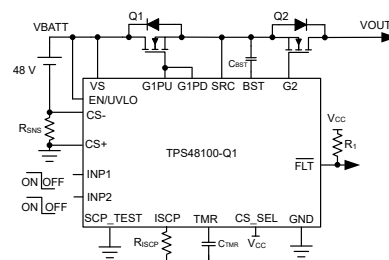 Q1
Q2
VBATT
VOUT
48 V
VS
G1PU
G1PD
SRC
CBST
BST
G2
EN/UVLO
CS-
RSNS
CS+
TPS48100-Q1
VCC
R1
FLT
ON OFF
INP1
ON OFF
INP2
SCP_TEST
ISCP
TMR
CS_SEL
GND
RISCP
CTMR
VCC